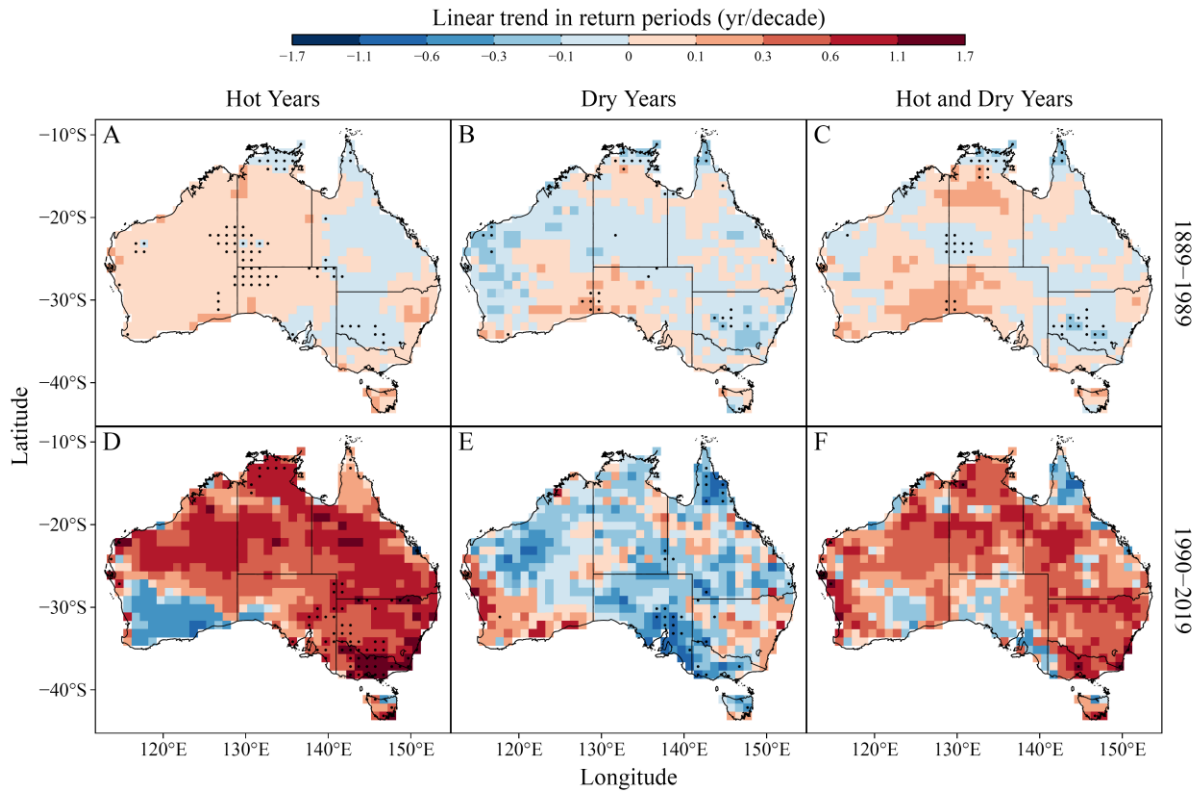 Linear trend in return periods (yr/decade)
−1.7 −1.1 −0.6 −0.3 −0.1 0 0.1 0.3 0.6 1.1 1.7
Hot Years Dry Years Hot and Dry Years
A B C
−10°S
−20°S
−30°S
−40°S
1889−1989
Latitude
D E F
−10°S
−20°S
−30°S
−40°S
1990−2019
120°E 130°E 140°E 150°E 120°E 130°E 140°E 150°E 120°E 130°E 140°E 150°E
Longitude